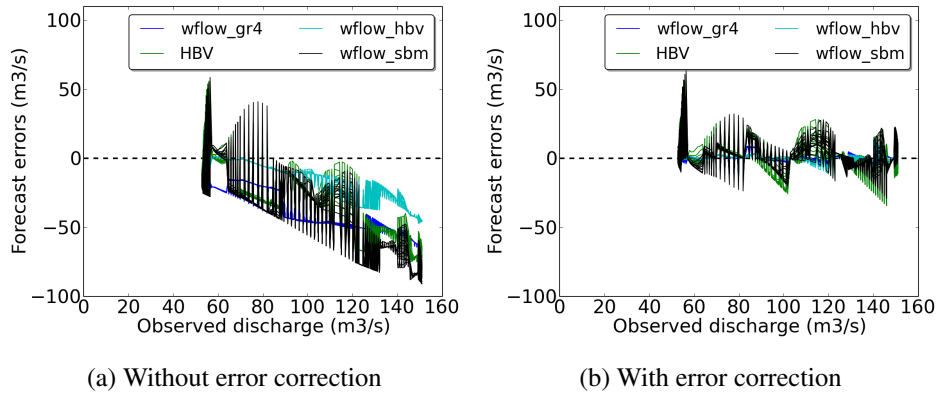 100
50
0
−50
−100
Forecast errors (m3/s)
wflow_gr4
HBV
wflow_hbv
wflow_sbm
0 20 40 60 80 100 120 140 160
Observed discharge (m3/s)
(a) Without error correction
100
50
0
−50
−100
Forecast errors (m3/s)
wflow_gr4
HBV
wflow_hbv
wflow_sbm
0 20 40 60 80 100 120 140 160
Observed discharge (m3/s)
(b) With error correction